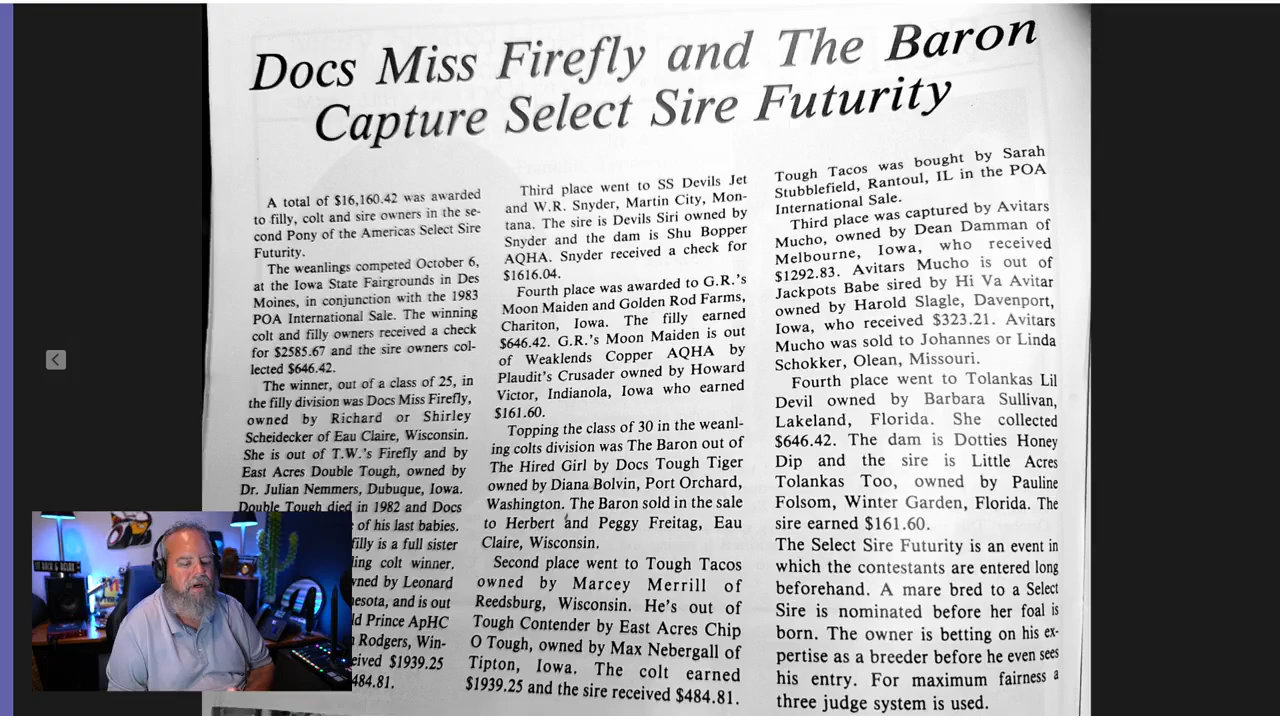 Docs Miss Firefly and The Baron
Capture Select Sire Futurity
A total of $16,160.42 was awarded
to filly, colt and sire owners in the se-
cond Pony of the Americas Select Sire
Futurity.
The weanlings competed October 6,
at the Iowa State Fairgrounds in Des
Moines, in conjunction with the 1983
POA International Sale. The winning
colt and filly owners received a check
for $2585.67 and the sire owners col-
lected $646.42.
The winner, out of a class of 25, in
the filly division was Docs Miss Firefly,
owned by Richard or Shirley
Scheidecker of Eau Claire, Wisconsin.
She is out of T.W.'s Firefly and by
East Acres Double Tough, owned by
Dr. Julian Nemmers, Dubuque, Iowa.
Double Tough died in 1982 and Docs
of his last babies.
filly is a full sister
ling colt winner.
wned by Leonard
nesota, and is out
ld Prince ApHC
Rodgers, Win-
eived $1939.25
484.81.
Third place went to SS Devils Jet
and W.R. Snyder, Martin City, Mon-
tana. The sire is Devils Siri owned by
Snyder and the dam is Shu Bopper
AQHA. Snyder received a check for
$1616.04.
Fourth place was awarded to G.R.'s
Moon Maiden and Golden Rod Farms,
Chariton, Iowa. The filly earned
$646.42. G.R.'s Moon Maiden is out
of Weaklends Copper AQHA by
Plaudit's Crusader owned by Howard
Victor, Indianola, Iowa who earned
$161.60.
Topping the class of 30 in the weanl-
ing colts division was The Baron out of
The Hired Girl by Docs Tough Tiger
owned by Diana Bolvin, Port Orchard,
Washington. The Baron sold in the sale
to Herbert and Peggy Freitag, Eau
Claire, Wisconsin.
Second place went to Tough Tacos
owned by Marcey Merrill of
Reedsburg, Wisconsin. He's out of
Tough Contender by East Acres Chip
O Tough, owned by Max Nebergall of
Tipton, Iowa. The colt earned
$1939.25 and the sire received $484.81.
Tough Tacos was bought by Sarah
Stubblefield, Rantoul, IL in the POA
International Sale.
Third place was captured by Avitars
Mucho, owned by Dean Damman of
Melbourne, Iowa, who received
$1292.83. Avitars Mucho is out of
Jackpots Babe sired by Hi Va Avitar
owned by Harold Slagle, Davenport,
Iowa, who received $323.21. Avitars
Mucho was sold to Johannes or Linda
Schokker, Olean, Missouri.
Fourth place went to Tolankas Lil
Devil owned by Barbara Sullivan,
Lakeland, Florida. She collected
$646.42. The dam is Dotties Honey
Dip and the sire is Little Acres
Tolankas Too, owned by Pauline
Folsom, Winter Garden, Florida. The
sire earned $161.60.
The Select Sire Futurity is an event in
which the contestants are entered long
beforehand. A mare bred to a Select
Sire is nominated before her foal is
born. The owner is betting on his ex-
pertise as a breeder before he even sees
his entry. For maximum fairness a
three judge system is used.